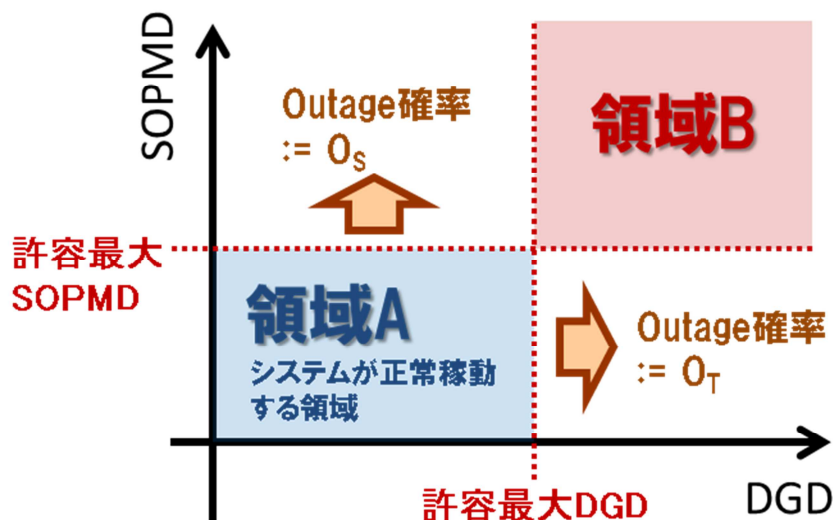 SOPMD
Outage確率
:= OS
領域B
許容最大
SOPMD
領域A
システムが正常稼動
する領域
Outage確率
:= OT
許容最大DGD
DGD